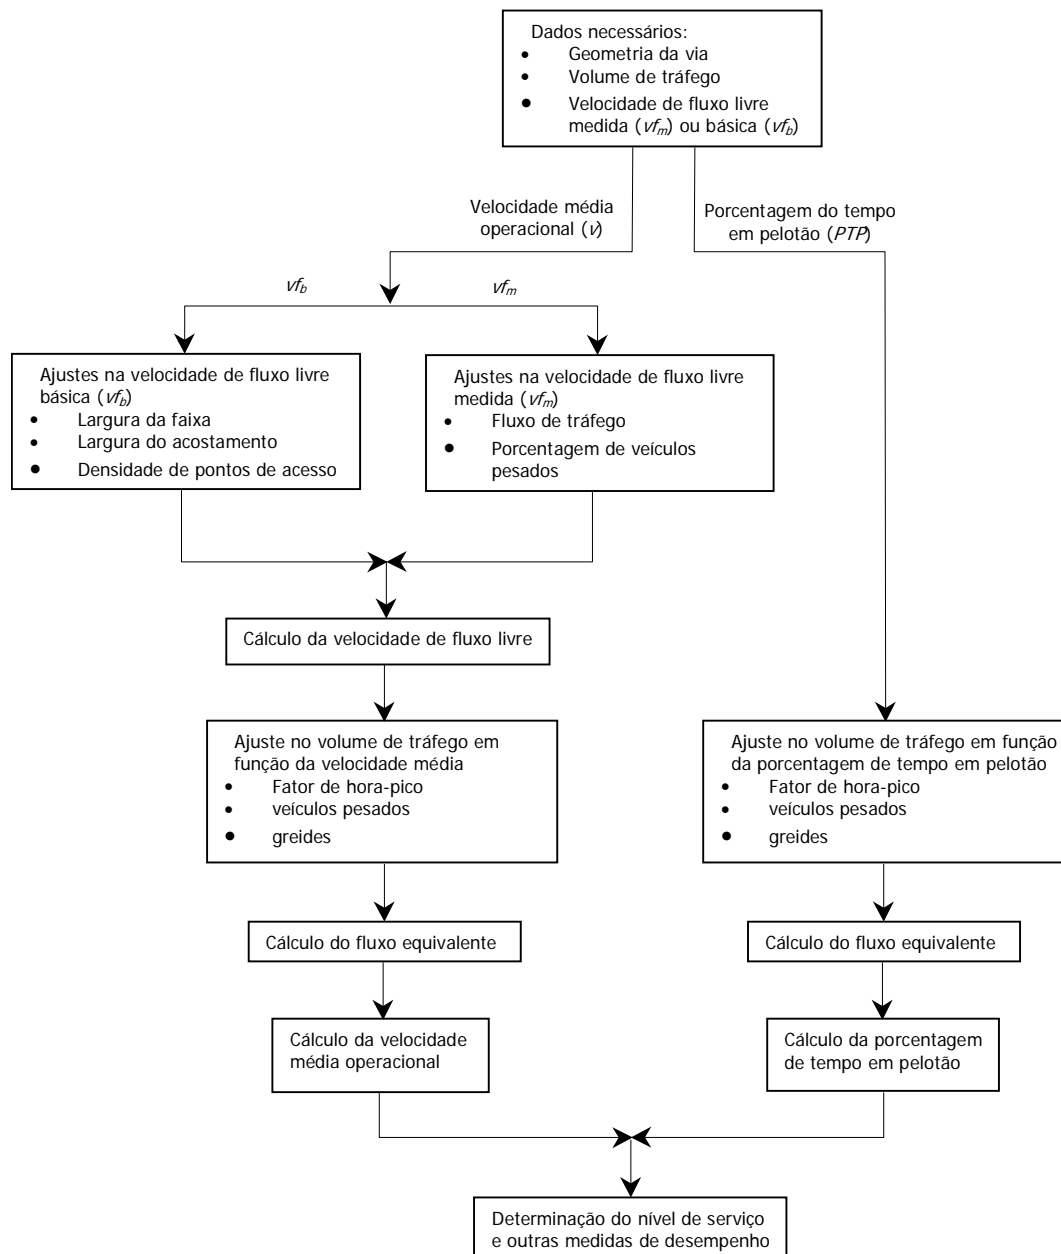 Dados necessários:
• Geometria da via
• Volume de tráfego
• Velocidade de fluxo livre
medida (vfm) ou básica (vfb)
Velocidade média
operacional (v)
Porcentagem do tempo
em pelotão (PTP)
vfb
vfm
Ajustes na velocidade de fluxo livre
básica (vfb)
• Largura da faixa
• Largura do acostamento
• Densidade de pontos de acesso
Ajustes na velocidade de fluxo livre
medida (vfm)
• Fluxo de tráfego
• Porcentagem de veículos
pesados
Cálculo da velocidade de fluxo livre
Ajuste no volume de tráfego em
função da velocidade média
• Fator de hora-pico
• veículos pesados
• greides
Ajuste no volume de tráfego em função
da porcentagem de tempo em pelotão
• Fator de hora-pico
• veículos pesados
• greides
Cálculo do fluxo equivalente
Cálculo do fluxo equivalente
Cálculo da velocidade
média operacional
Cálculo da porcentagem
de tempo em pelotão
Determinação do nível de serviço
e outras medidas de desempenho